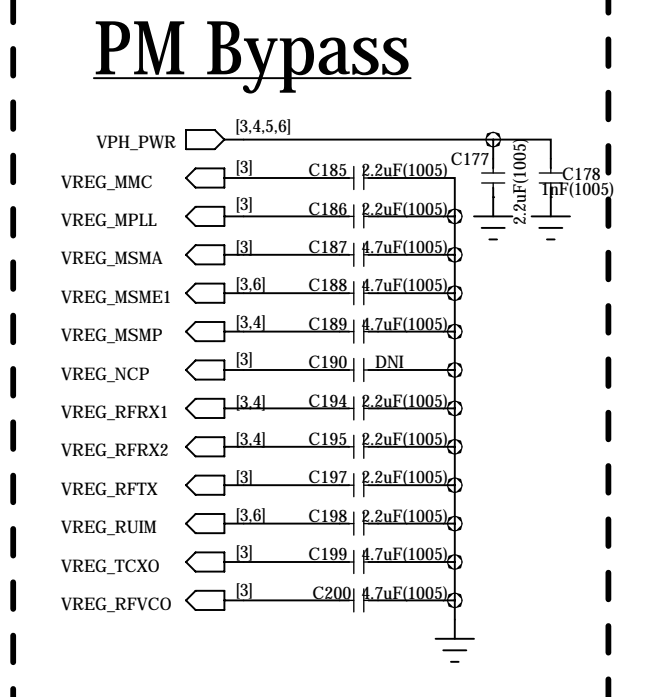 PM Bypass
VPH_PWR [3,4,5,6]
C177 2.2uF(1005) C178
1nF(1005)
VREG_MMC [3] C185 2.2uF(1005)
VREG_MPLL [3] C186 2.2uF(1005)
VREG_MSMA [3] C187 4.7uF(1005)
VREG_MSME1 [3,6] C188 4.7uF(1005)
VREG_MSMP [3,4] C189 4.7uF(1005)
VREG_NCP [3] C190 DNI
VREG_RFRX1 [3,4] C194 2.2uF(1005)
VREG_RFRX2 [3,4] C195 2.2uF(1005)
VREG_RFTX [3] C197 2.2uF(1005)
VREG_RUIM [3,6] C198 2.2uF(1005)
VREG_TCXO [3] C199 4.7uF(1005)
VREG_RFVCO [3] C200 4.7uF(1005)